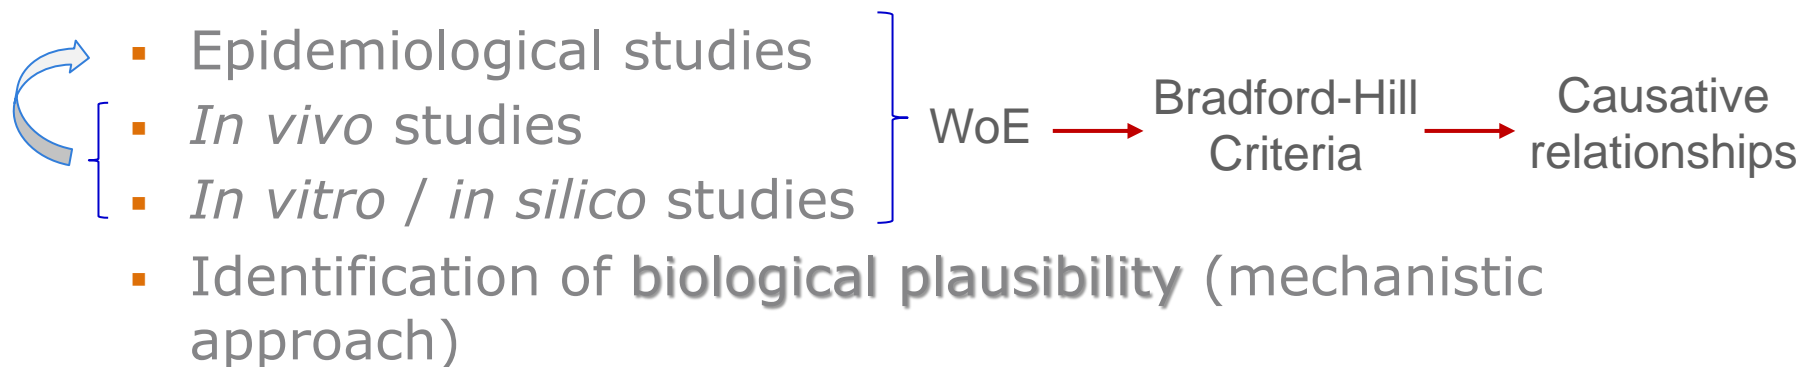 Epidemiological studies
In vivo studies
In vitro / in silico studies
Identification of biological plausibility (mechanistic
approach)
WoE
Bradford-Hill
Criteria
Causative
relationships